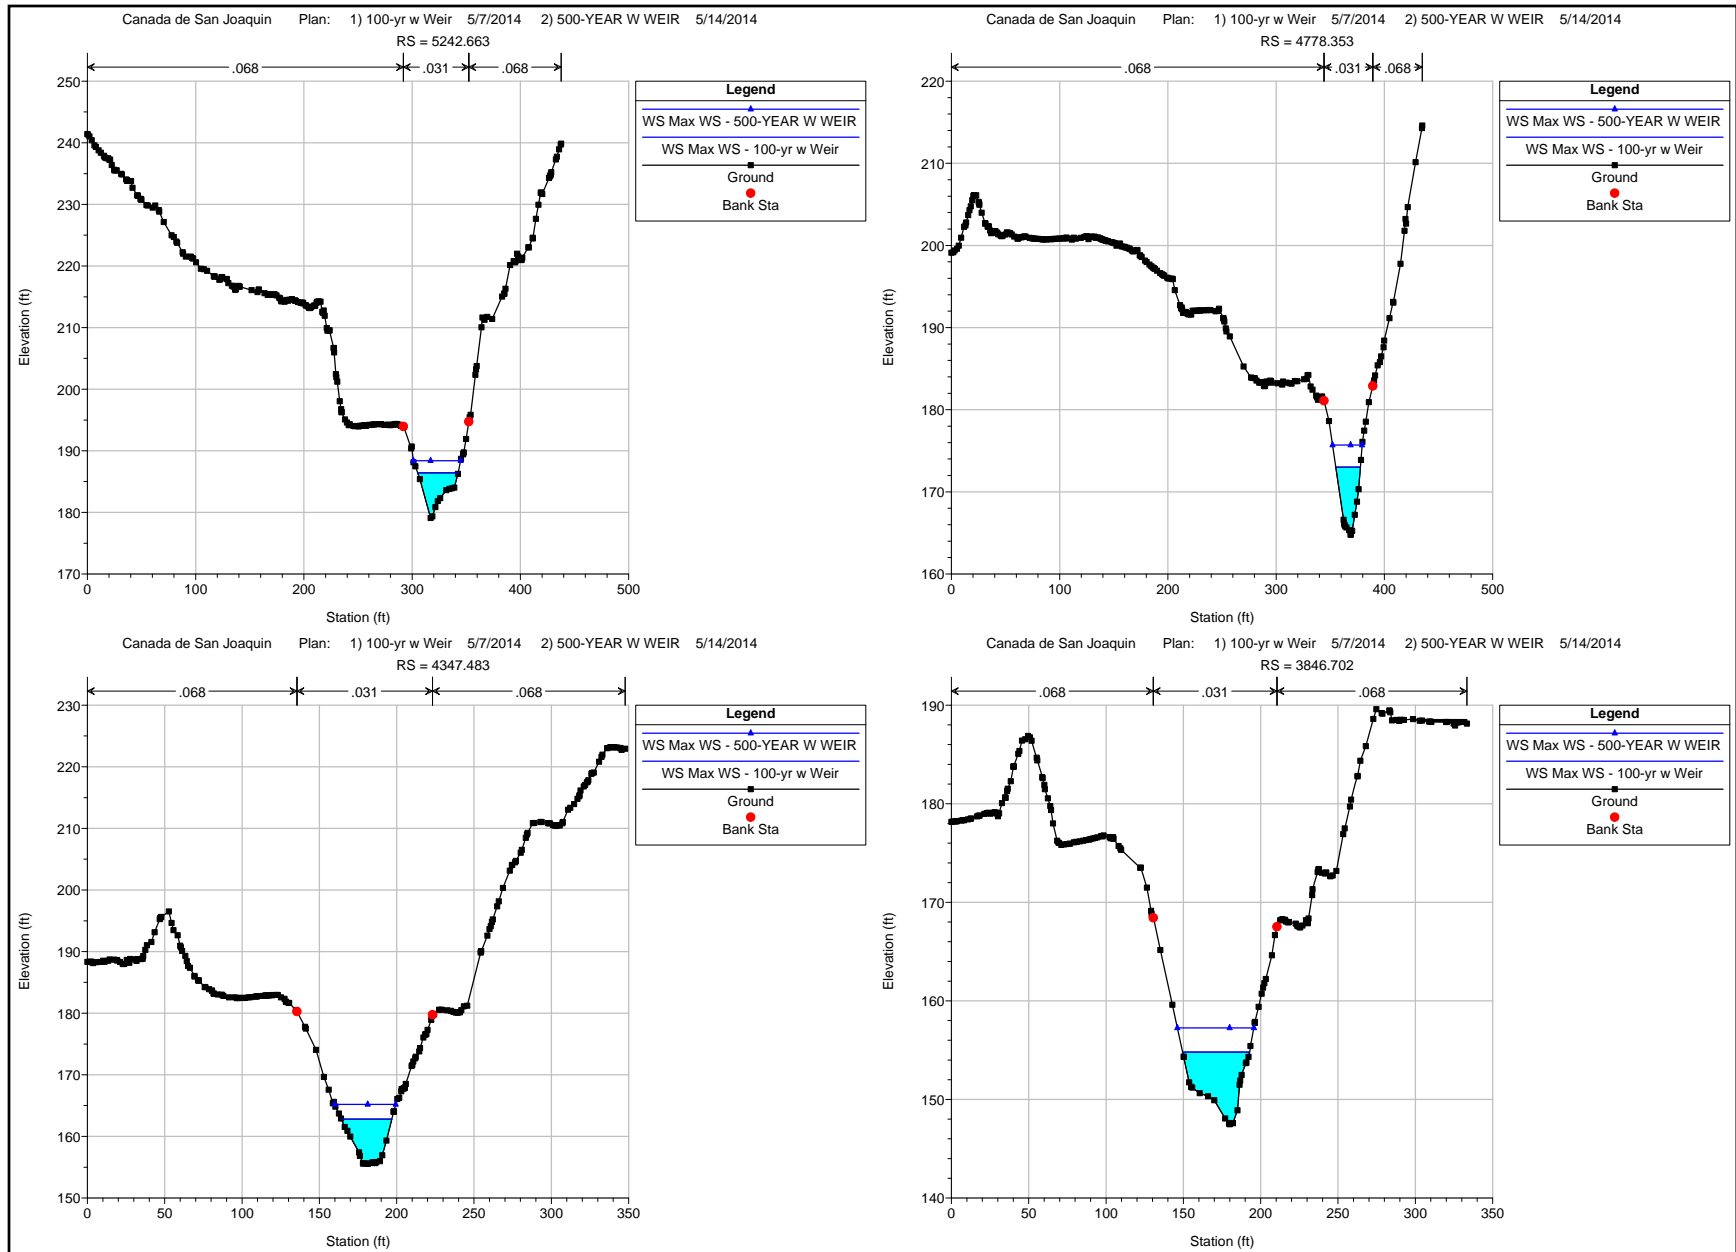 Canada de San Joaquin Plan: 1) 100-yr w Weir 5/7/2014 2) 500-YEAR W WEIR 5/14/2014
RS = 5242.663
.068 .031 .068
250
240
230
220
210
200
190
180
170
Elevation (ft)
0 100 200 300 400 500
Station (ft)
Legend
WS Max WS - 500-YEAR W WEIR
WS Max WS - 100-yr w Weir
Ground
Bank Sta
Canada de San Joaquin Plan: 1) 100-yr w Weir 5/7/2014 2) 500-YEAR W WEIR 5/14/2014
RS = 4778.353
.068 .031 .068
220
210
200
190
180
170
160
Elevation (ft)
0 100 200 300 400 500
Station (ft)
Legend
WS Max WS - 500-YEAR W WEIR
WS Max WS - 100-yr w Weir
Ground
Bank Sta
Canada de San Joaquin Plan: 1) 100-yr w Weir 5/7/2014 2) 500-YEAR W WEIR 5/14/2014
RS = 4347.483
.068 .031 .068
230
220
210
200
190
180
170
160
150
Elevation (ft)
0 50 100 150 200 250 300 350
Station (ft)
Legend
WS Max WS - 500-YEAR W WEIR
WS Max WS - 100-yr w Weir
Ground
Bank Sta
Canada de San Joaquin Plan: 1) 100-yr w Weir 5/7/2014 2) 500-YEAR W WEIR 5/14/2014
RS = 3846.702
.068 .031 .068
190
180
170
160
150
140
Elevation (ft)
0 50 100 150 200 250 300 350
Station (ft)
Legend
WS Max WS - 500-YEAR W WEIR
WS Max WS - 100-yr w Weir
Ground
Bank Sta